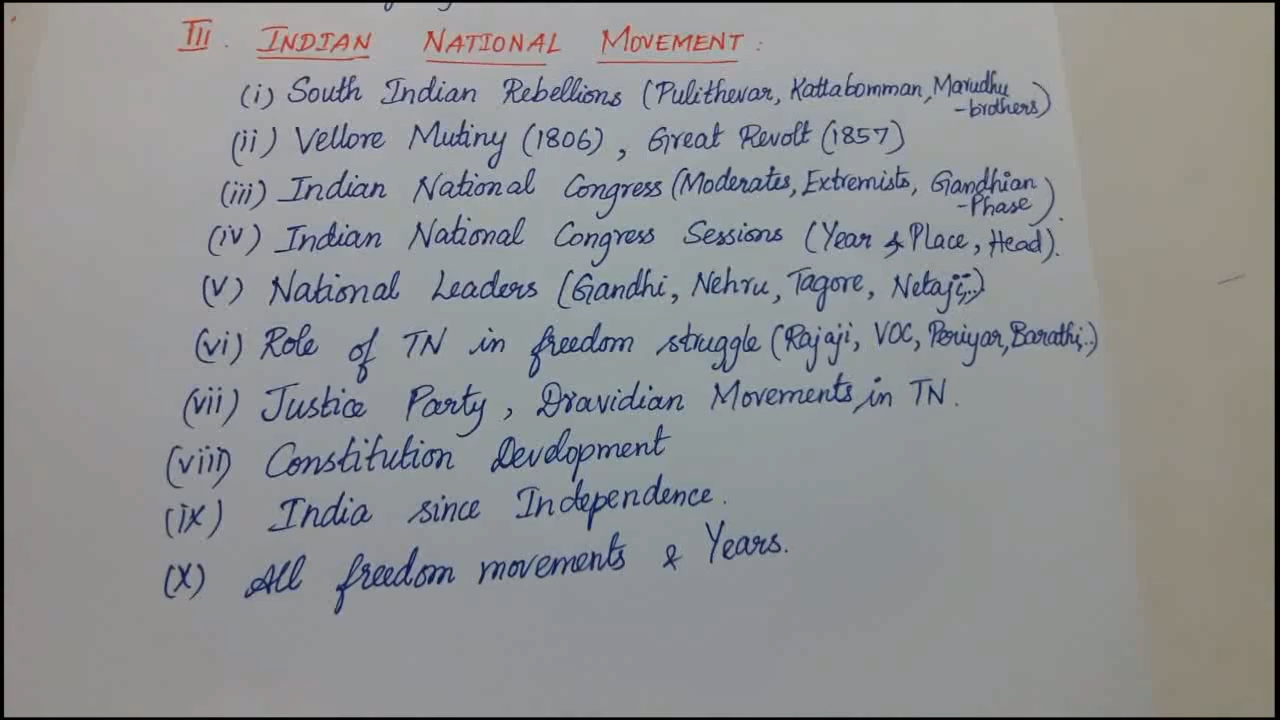 III. INDIAN NATIONAL MOVEMENT :
(i) South Indian Rebellions (Pulithevar, Kattabomman, Marudhu
-brothers)
(ii) Vellore Mutiny (1806), Great Revolt (1857)
(iii) Indian National Congress (Moderates, Extremists, Gandhian
-Phase).
(iv) Indian National Congress Sessions (Year & Place, Head).
(v) National Leaders (Gandhi, Nehru, Tagore, Netaji,..)
(vi) Role of TN in freedom struggle (Rajaji, VOC, Periyar, Barathi,..)
(vii) Justice Party, Dravidian Movements in TN.
(viii) Constitution Development
(ix) India since Independence.
(x) All freedom movements & Years.